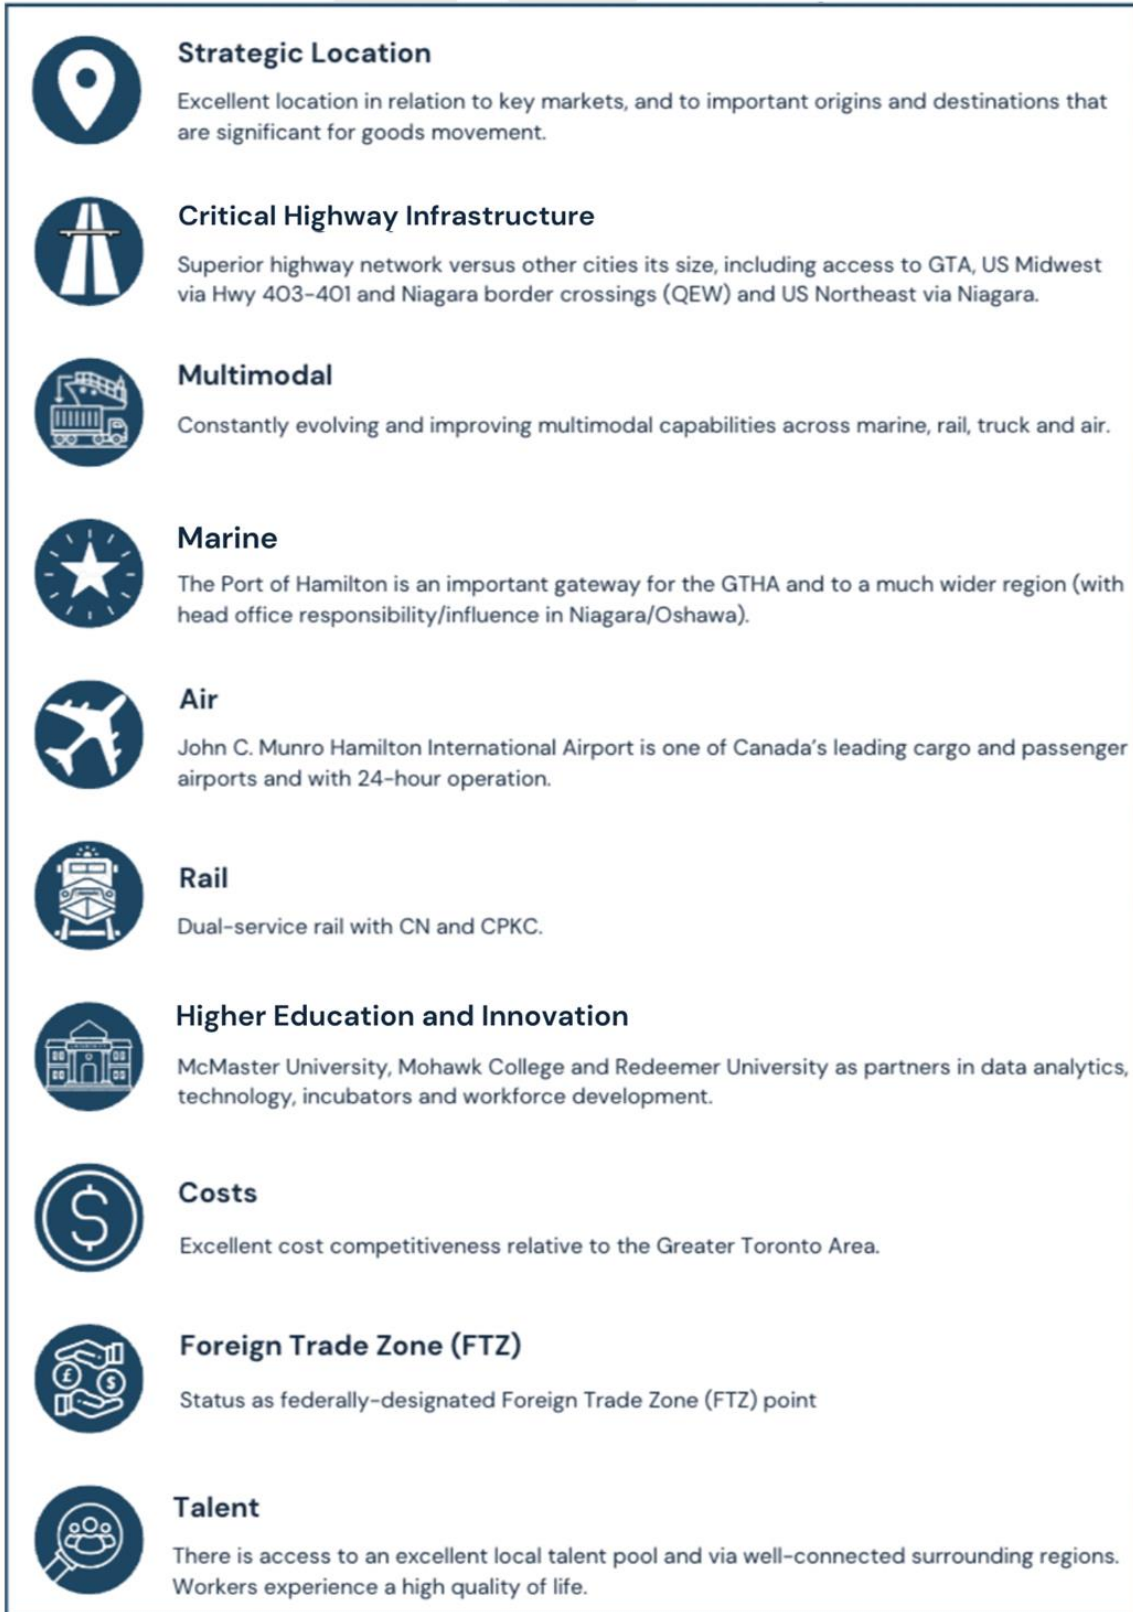 Strategic Location
Excellent location in relation to key markets, and to important origins and destinations that
are significant for goods movement.
Critical Highway Infrastructure
Superior highway network versus other cities its size, including access to GTA, US Midwest
via Hwy 403-401 and Niagara border crossings (QEW) and US Northeast via Niagara.
Multimodal
Constantly evolving and improving multimodal capabilities across marine, rail, truck and air.
Marine
The Port of Hamilton is an important gateway for the GTHA and to a much wider region (with
head office responsibility/influence in Niagara/Oshawa).
Air
John C. Munro Hamilton International Airport is one of Canada's leading cargo and passenger
airports and with 24-hour operation.
Rail
Dual-service rail with CN and CPKC.
Higher Education and Innovation
McMaster University, Mohawk College and Redeemer University as partners in data analytics,
technology, incubators and workforce development.
$
Costs
Excellent cost competitiveness relative to the Greater Toronto Area.
£ $
Foreign Trade Zone (FTZ)
Status as federally-designated Foreign Trade Zone (FTZ) point
Talent
There is access to an excellent local talent pool and via well-connected surrounding regions.
Workers experience a high quality of life.